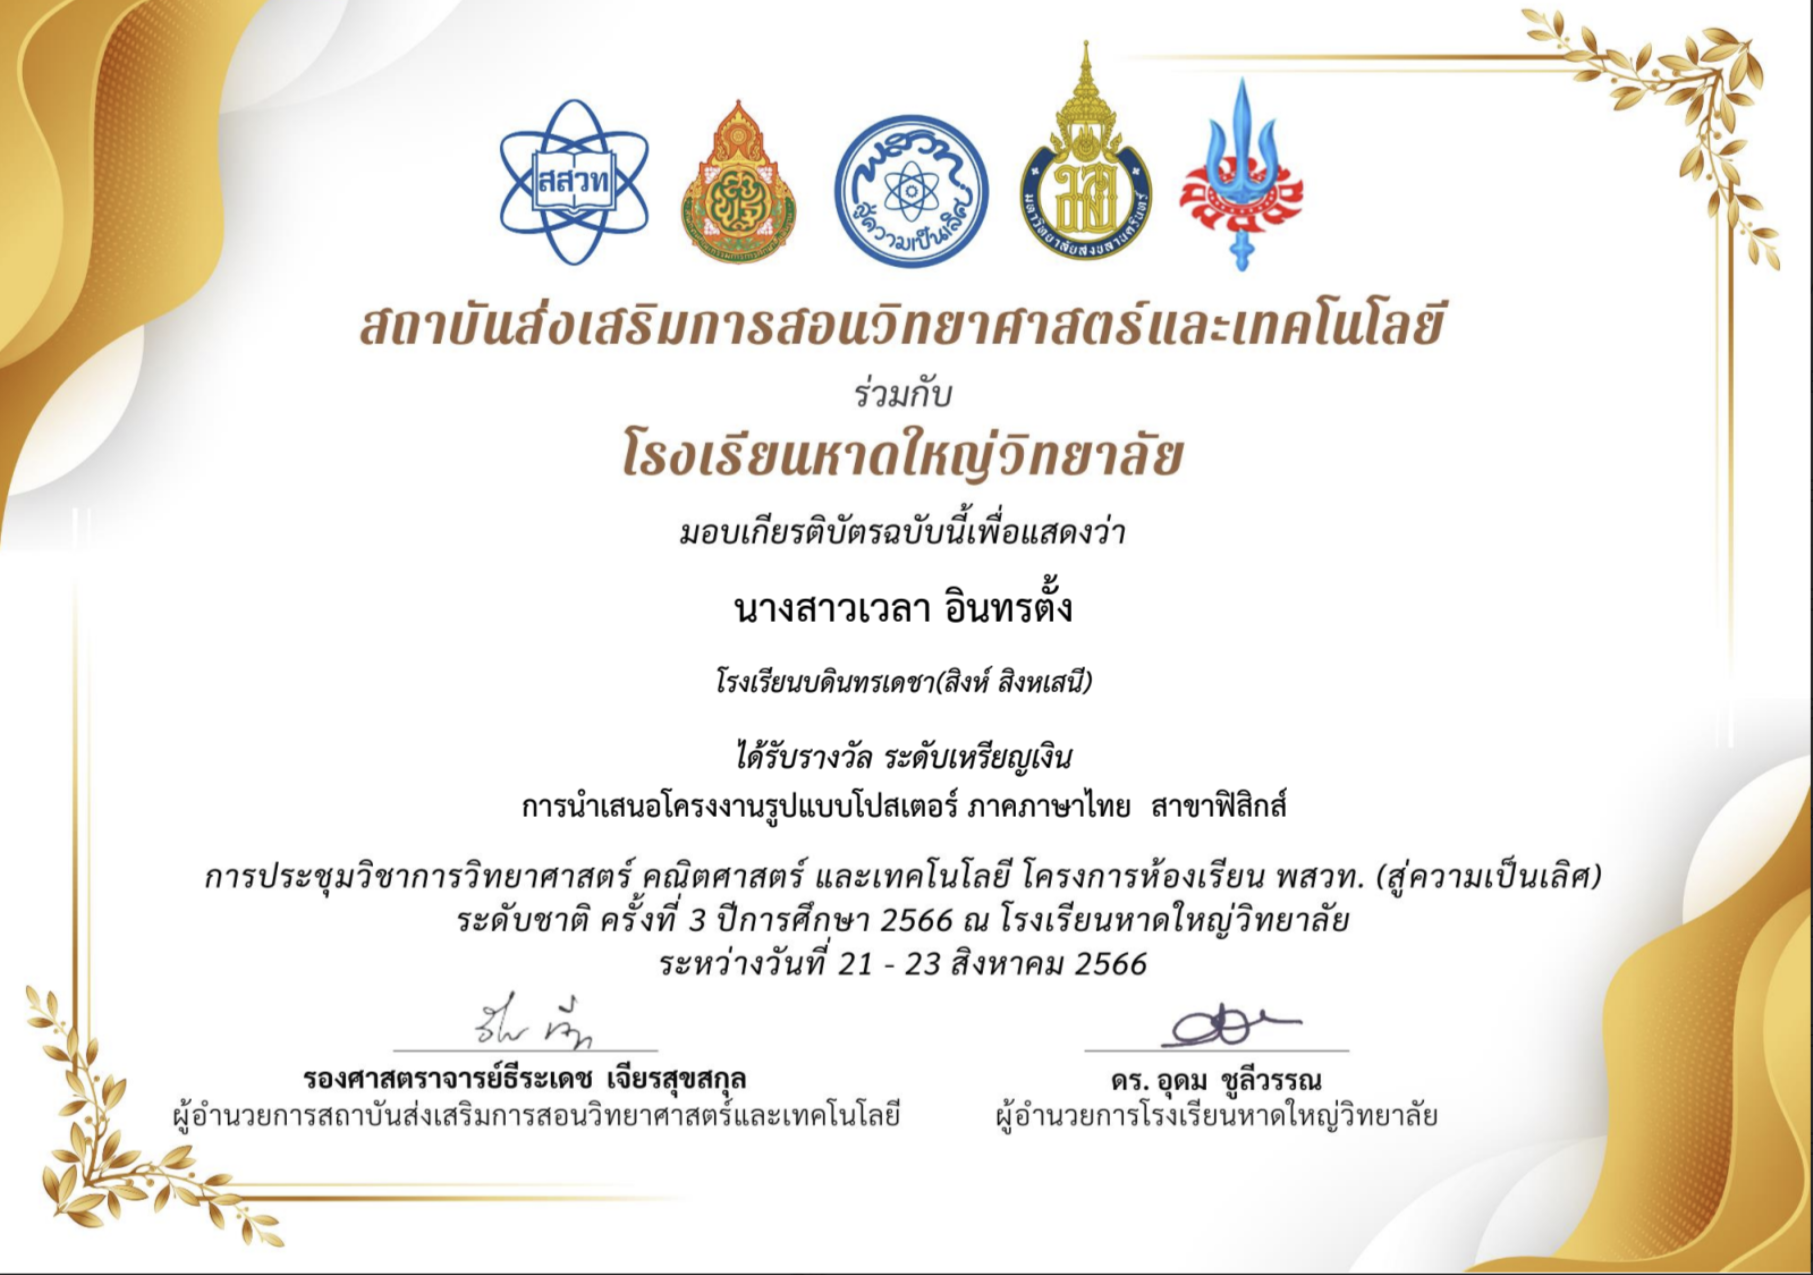 สสวท
พสวท.
สู่ความเป็นเลิศ
มหาวิทยาลัยสงขลานครินทร์
สถาบันส่งเสริมการสอนวิทยาศาสตร์และเทคโนโลยี
ร่วมกับ
โรงเรียนหาดใหญ่วิทยาลัย
มอบเกียรติบัตรฉบับนี้เพื่อแสดงว่า
นางสาวเวลา อินทรตั้ง
โรงเรียนบดินทรเดชา(สิงห์ สิงหเสนี)
ได้รับรางวัล ระดับเหรียญเงิน
การนำเสนอโครงงานรูปแบบโปสเตอร์ ภาคภาษาไทย สาขาฟิสิกส์
การประชุมวิชาการวิทยาศาสตร์ คณิตศาสตร์ และเทคโนโลยี โครงการห้องเรียน พสวท. (สู่ความเป็นเลิศ)
ระดับชาติ ครั้งที่ 3 ปีการศึกษา 2566 ณ โรงเรียนหาดใหญ่วิทยาลัย
ระหว่างวันที่ 21 - 23 สิงหาคม 2566
รองศาสตราจารย์ธีระเดช เจียรสุขสกุล
ผู้อำนวยการสถาบันส่งเสริมการสอนวิทยาศาสตร์และเทคโนโลยี
ดร. อุดม ชูลีวรรณ
ผู้อำนวยการโรงเรียนหาดใหญ่วิทยาลัย